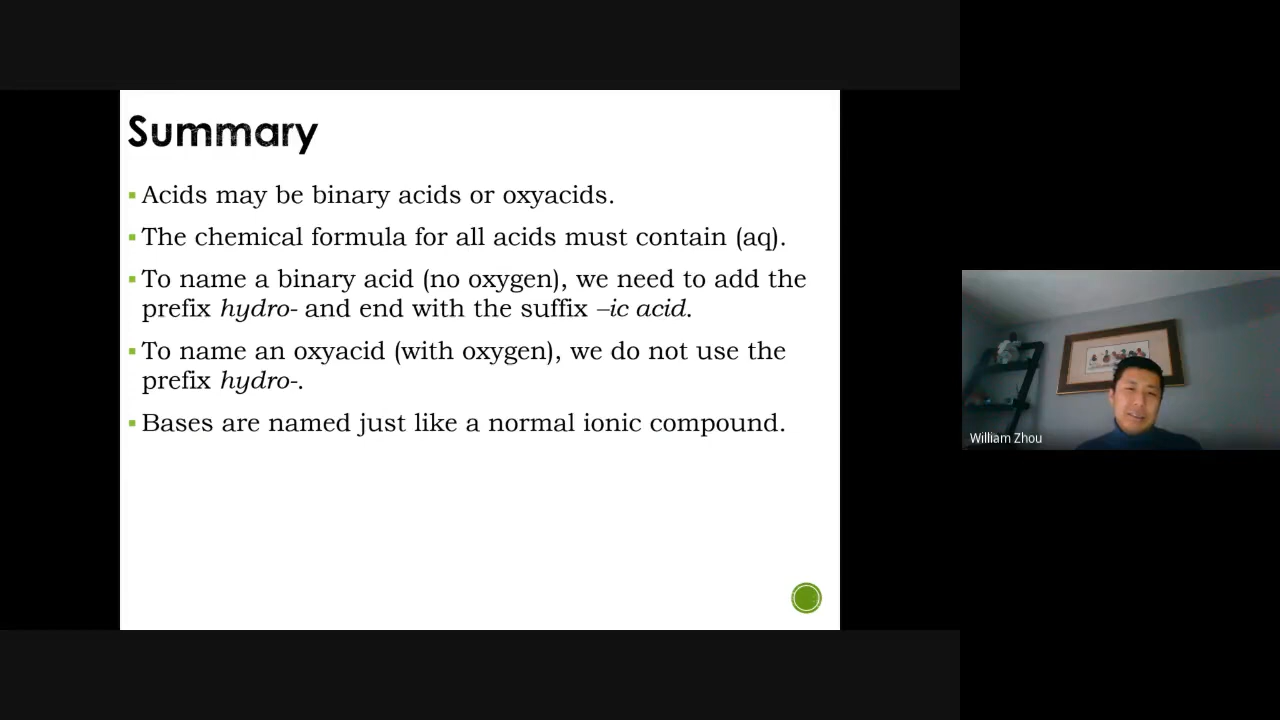 Summary
▪ Acids may be binary acids or oxyacids.
▪ The chemical formula for all acids must contain (aq).
▪ To name a binary acid (no oxygen), we need to add the
prefix hydro- and end with the suffix –ic acid.
▪ To name an oxyacid (with oxygen), we do not use the
prefix hydro-.
▪ Bases are named just like a normal ionic compound.
William Zhou